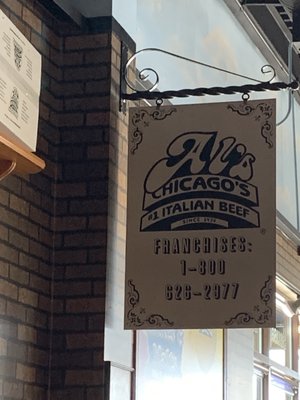 Al's
CHICAGO'S
#1 ITALIAN BEEF
SINCE 1938
FRANCHISES:
1-800
626-2977